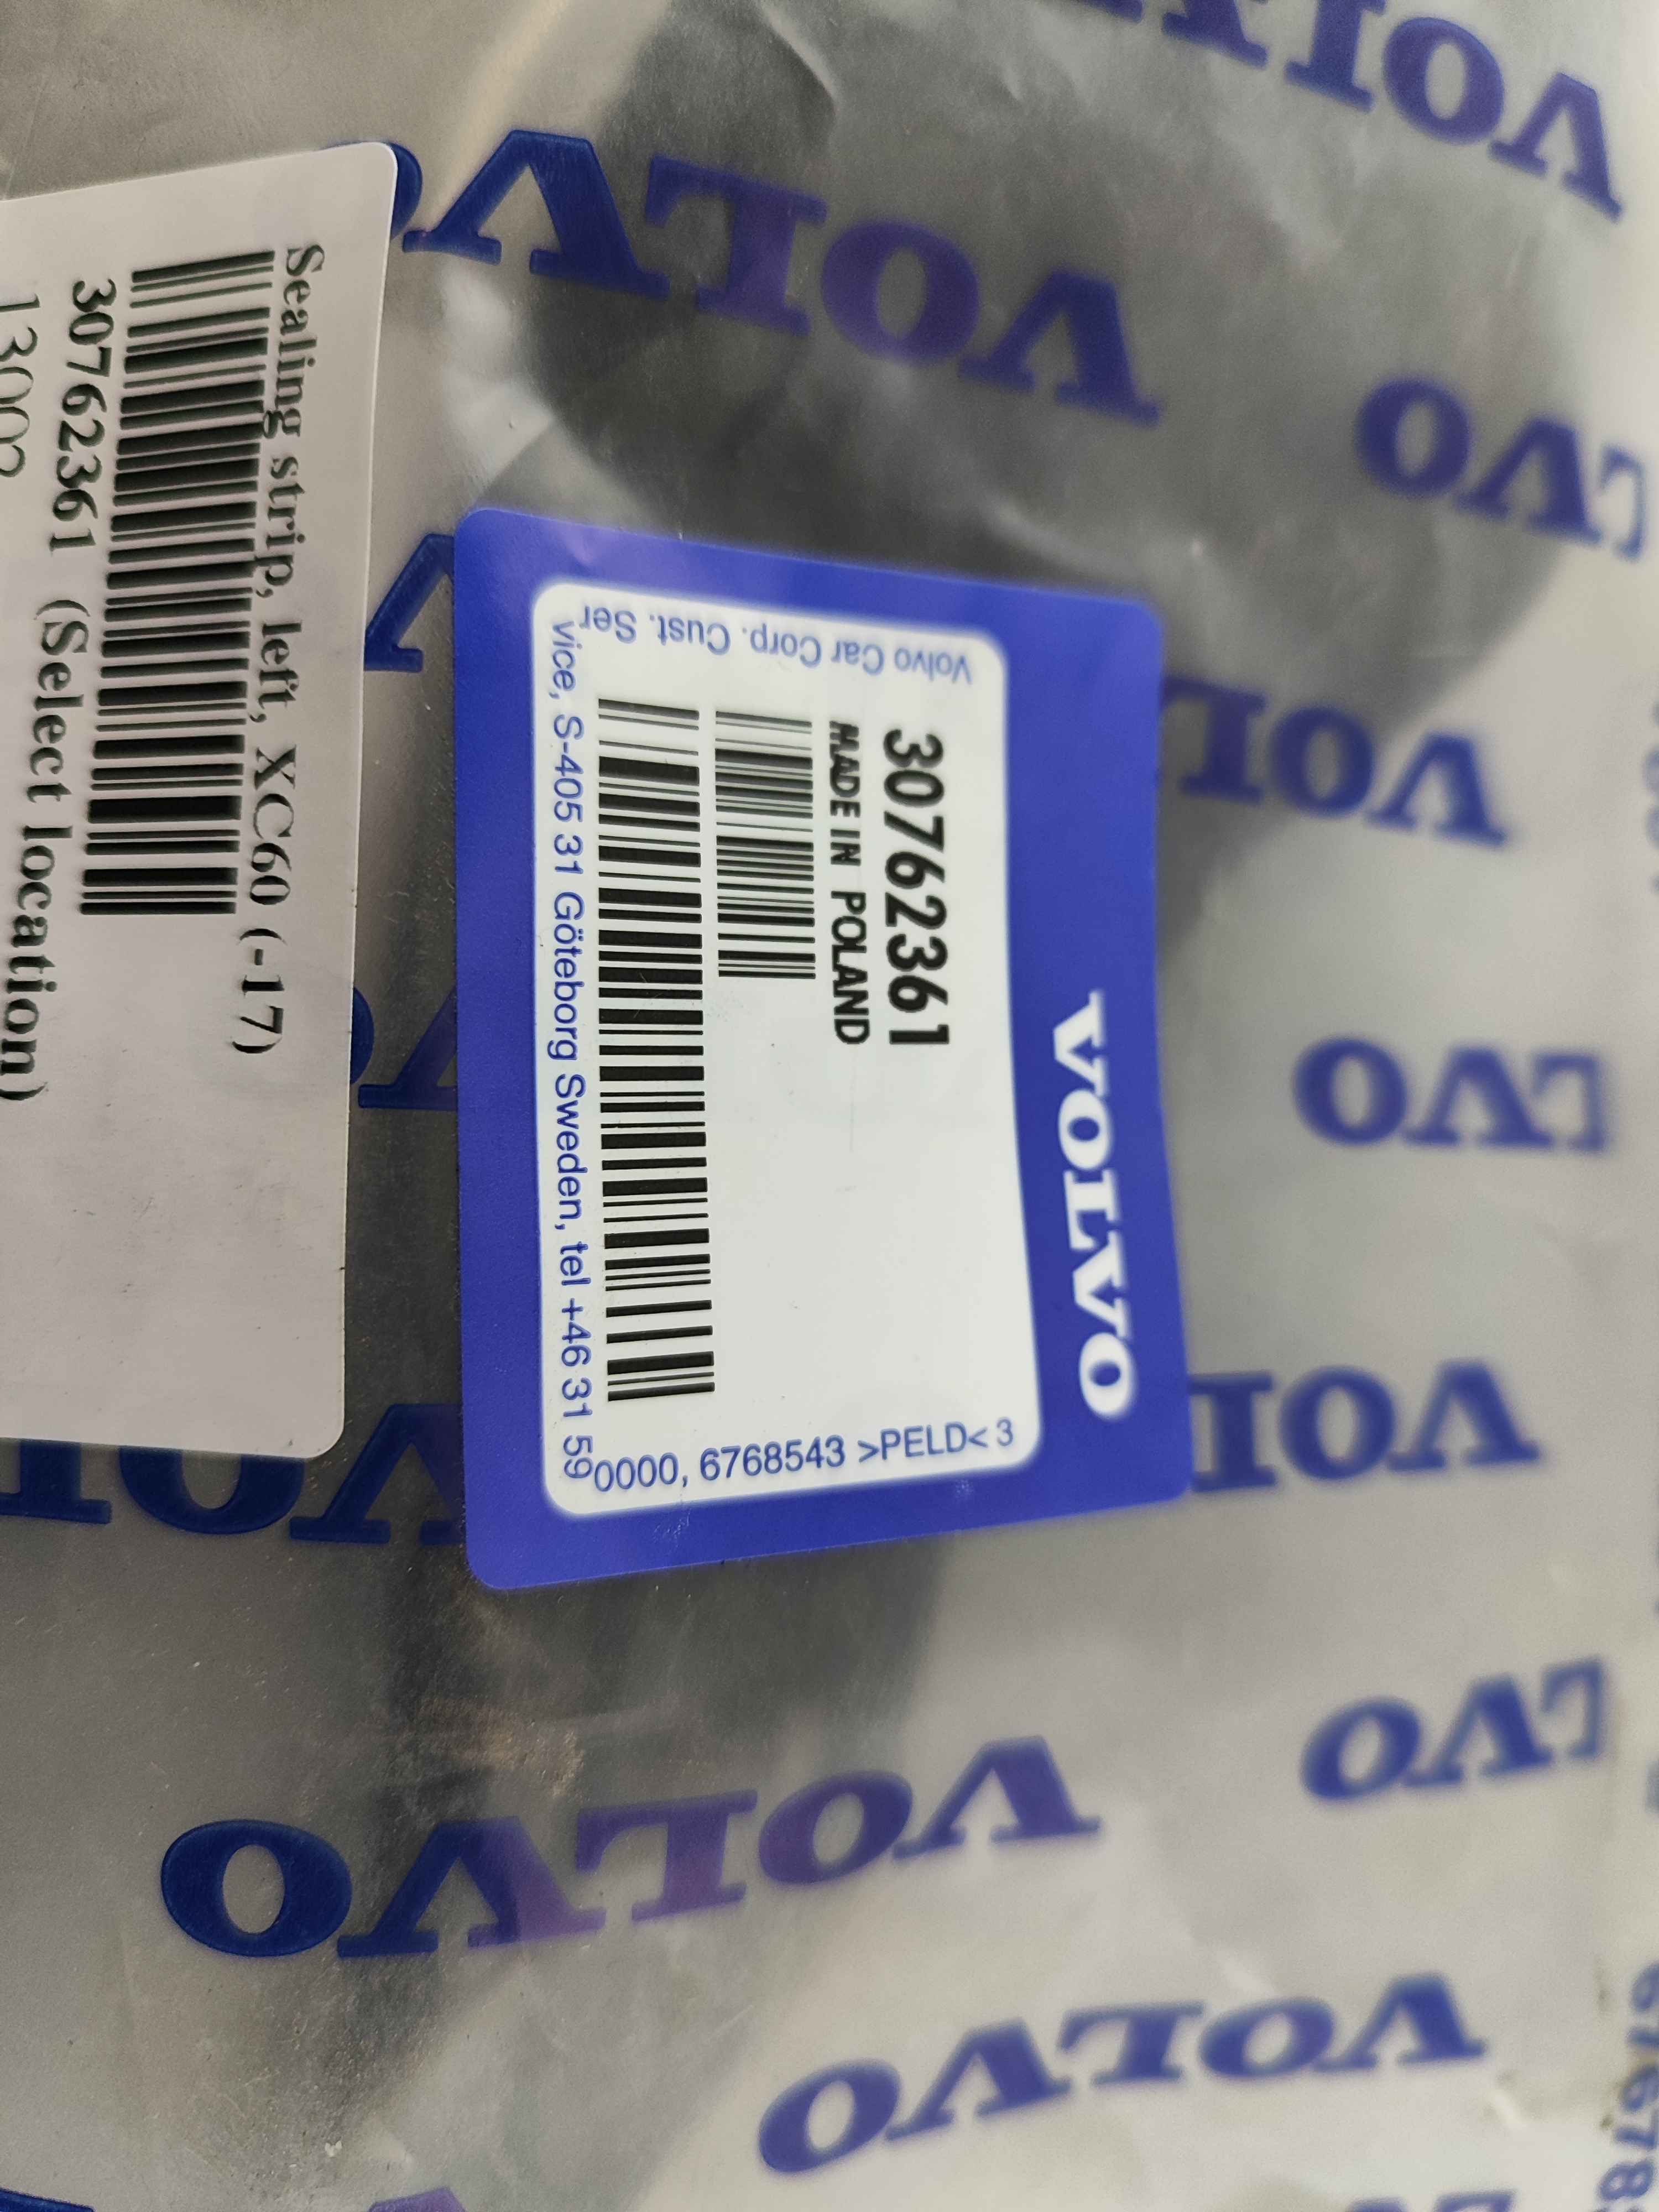 VOLVO
30762361
MADE IN POLAND
Volvo Car Corp. Cust. Ser
vice, S-405 31 Göteborg Sweden, tel +46 31 59
0000, 6768543 >PELD< 3
Sealing strip, left, XC60 (-17)
30762361 (Select location)
VOLVO
VOLVO
VOLVO
VOLVO
VOLVO